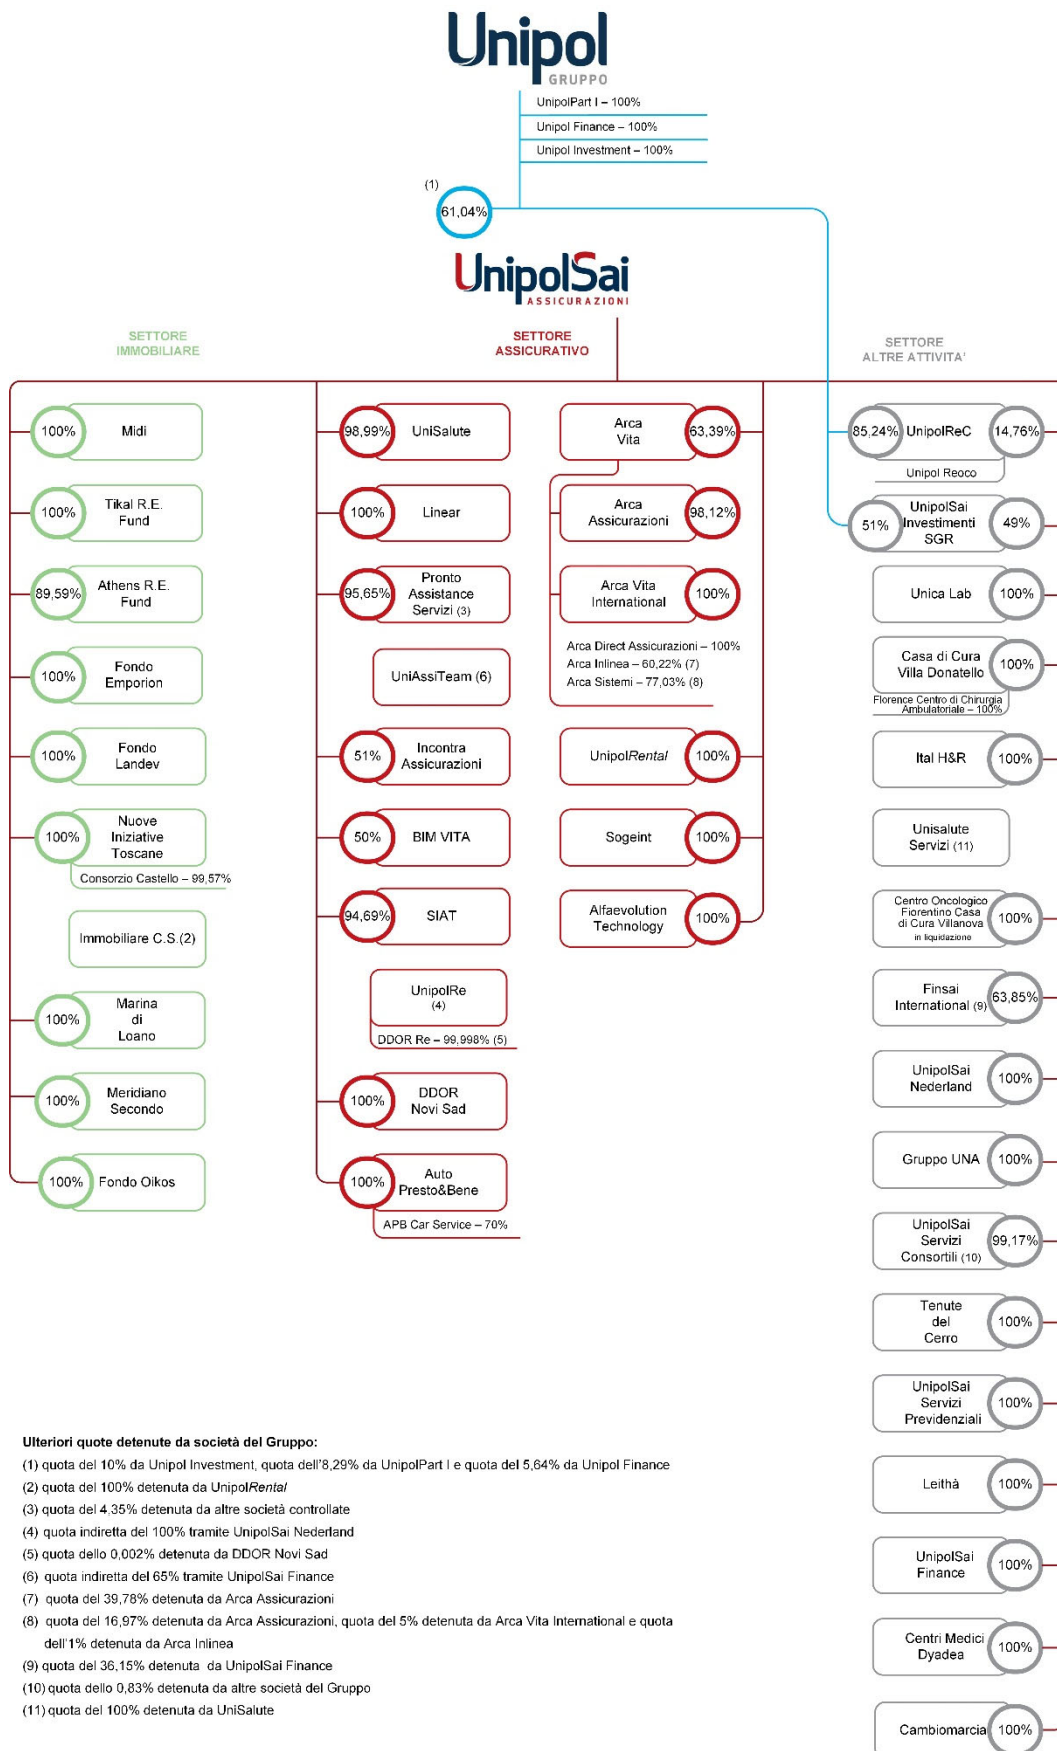 Unipol
GRUPPO
UnipolPart I – 100%
Unipol Finance – 100%
Unipol Investment – 100%
(1)
61,04%
UnipolSai
ASSICURAZIONI
SETTORE
IMMOBILIARE
100%
Midi
100%
Tikal R.E.
Fund
89,59%
Athens R.E.
Fund
100%
Fondo
Emporion
100%
Fondo
Landev
100%
Nuove
Iniziative
Toscane
Consorzio Castello – 99,57%
Immobiliare C.S.(2)
100%
Marina
di
Loano
100%
Meridiano
Secondo
100%
Fondo Oikos
SETTORE
ASSICURATIVO
98,99%
UniSalute
100%
Linear
95,65%
Pronto
Assistance
Servizi (3)
UniAssiTeam (6)
51%
Incontra
Assicurazioni
50%
BIM VITA
94,69%
SIAT
UnipolRe
(4)
DDOR Re – 99,998% (5)
100%
DDOR
Novi Sad
100%
Auto
Presto&Bene
APB Car Service – 70%
Arca
Vita
63,39%
Arca
Assicurazioni
98,12%
Arca Vita
International
100%
Arca Direct Assicurazioni – 100%
Arca Inlinea – 60,22% (7)
Arca Sistemi – 77,03% (8)
UnipolRental
100%
Sogeint
100%
Alfaevolution
Technology
100%
SETTORE
ALTRE ATTIVITA'
85,24%
UnipolReC
14,76%
Unipol Reoco
51%
UnipolSai
Investimenti
SGR
49%
Unica Lab
100%
Casa di Cura
Villa Donatello
100%
Florence Centro di Chirurgia
Ambulatoriale – 100%
Ital H&R
100%
Unisalute
Servizi (11)
Centro Oncologico
Fiorentino Casa
di Cura Villanova
in liquidazione
100%
Finsai
International (9)
63,85%
UnipolSai
Nederland
100%
Gruppo UNA
100%
UnipolSai
Servizi
Consortili (10)
99,17%
Tenute
del
Cerro
100%
UnipolSai
Servizi
Previdenziali
100%
Leithà
100%
UnipolSai
Finance
100%
Centri Medici
Dyadea
100%
Cambiomarcia
100%
Ulteriori quote detenute da società del Gruppo:
(1) quota del 10% da Unipol Investment, quota dell'8,29% da UnipolPart I e quota del 5,64% da Unipol Finance
(2) quota del 100% detenuta da UnipolRental
(3) quota del 4,35% detenuta da altre società controllate
(4) quota indiretta del 100% tramite UnipolSai Nederland
(5) quota dello 0,002% detenuta da DDOR Novi Sad
(6) quota indiretta del 65% tramite UnipolSai Finance
(7) quota del 39,78% detenuta da Arca Assicurazioni
(8) quota del 16,97% detenuta da Arca Assicurazioni, quota del 5% detenuta da Arca Vita International e quota
dell'1% detenuta da Arca Inlinea
(9) quota del 36,15% detenuta da UnipolSai Finance
(10) quota dello 0,83% detenuta da altre società del Gruppo
(11) quota del 100% detenuta da UniSalute